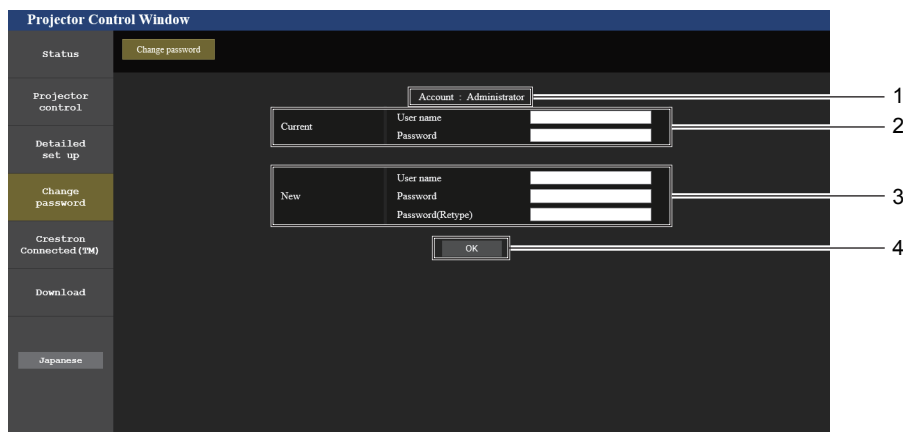 Projector Control Window
Status
Change password
Projector
control
Detailed
set up
Change
password
Crestron
Connected(TM)
Download
Japanese
Account : Administrator
Current
User name
Password
New
User name
Password
Password(Retype)
OK
1
2
3
4